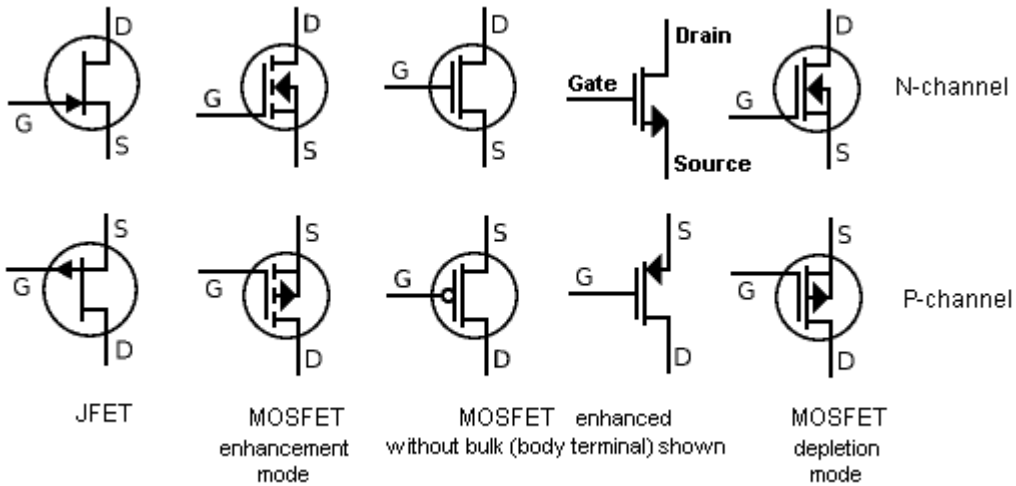 D D D Drain D
G G G Gate G N-channel
S S S Source S
S S S S S
G G G G G P-channel
D D D D D
JFET MOSFET MOSFET enhanced MOSFET
enhancement without bulk (body terminal) shown depletion
mode mode